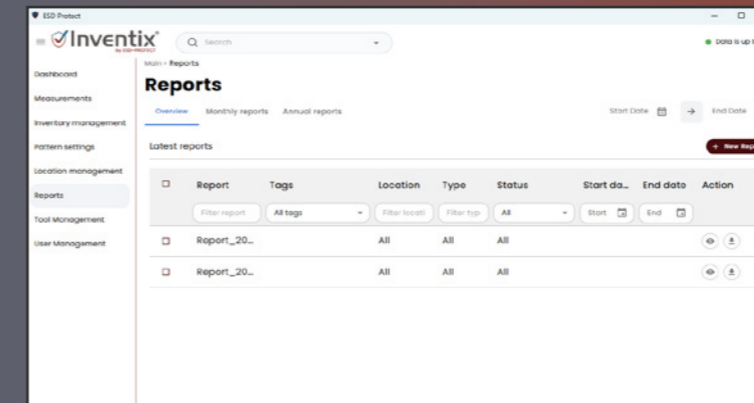 ESD Protect
Inventix
by ESD-PROTECT
Search
Data is up t
Dashboard
Measurements
Inventory management
Pattern settings
Location management
Reports
Tool Management
User Management
Main > Reports
Reports
Overview Monthly reports Annual reports
Start Date → End Date
Latest reports
+ New Rep
Report Tags Location Type Status Start da... End date Action
Filter report All tags Filter locati Filter typ All Start End
Report_20... All All All
Report_20... All All All